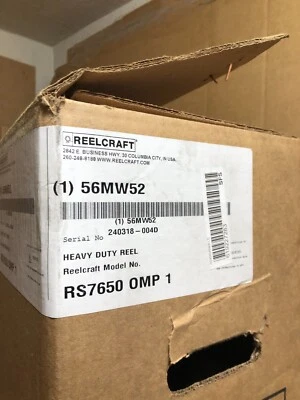 REELCRAFT
2842 E. BUSINESS HWY. 30 COLUMBIA CITY, IN USA.
260-248-8188 WWW.REELCRAFT.COM
(1) 56MW52
(1) 56MW52
Serial No 240318-004D
HEAVY DUTY REEL
Reelcraft Model No.
RS7650 OMP 1